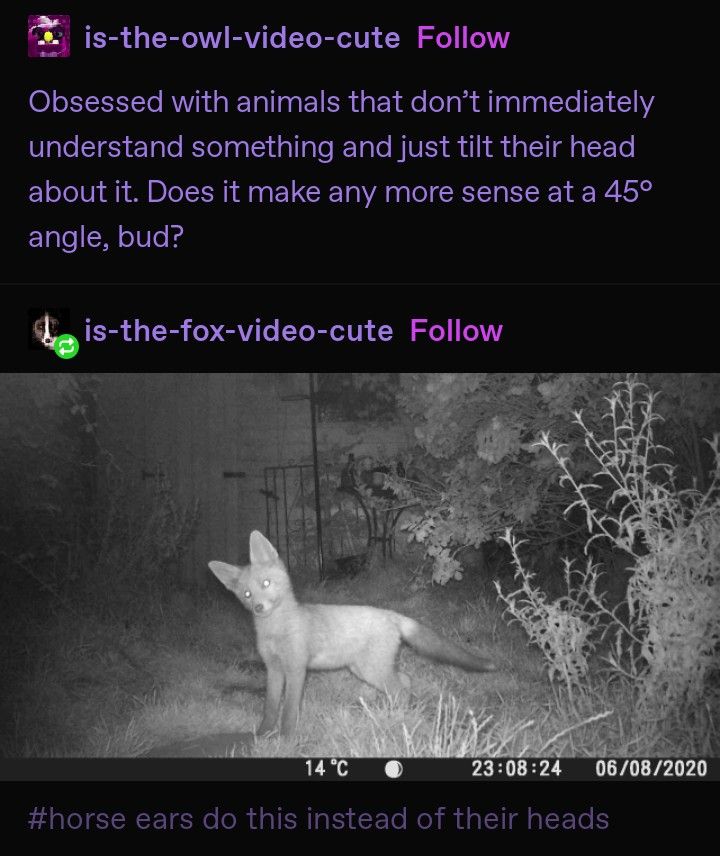 is-the-owl-video-cute Follow
Obsessed with animals that don’t immediately
understand something and just tilt their head
about it. Does it make any more sense at a 45°
angle, bud?
is-the-fox-video-cute Follow
14°C 23:08:24 06/08/2020
#horse ears do this instead of their heads